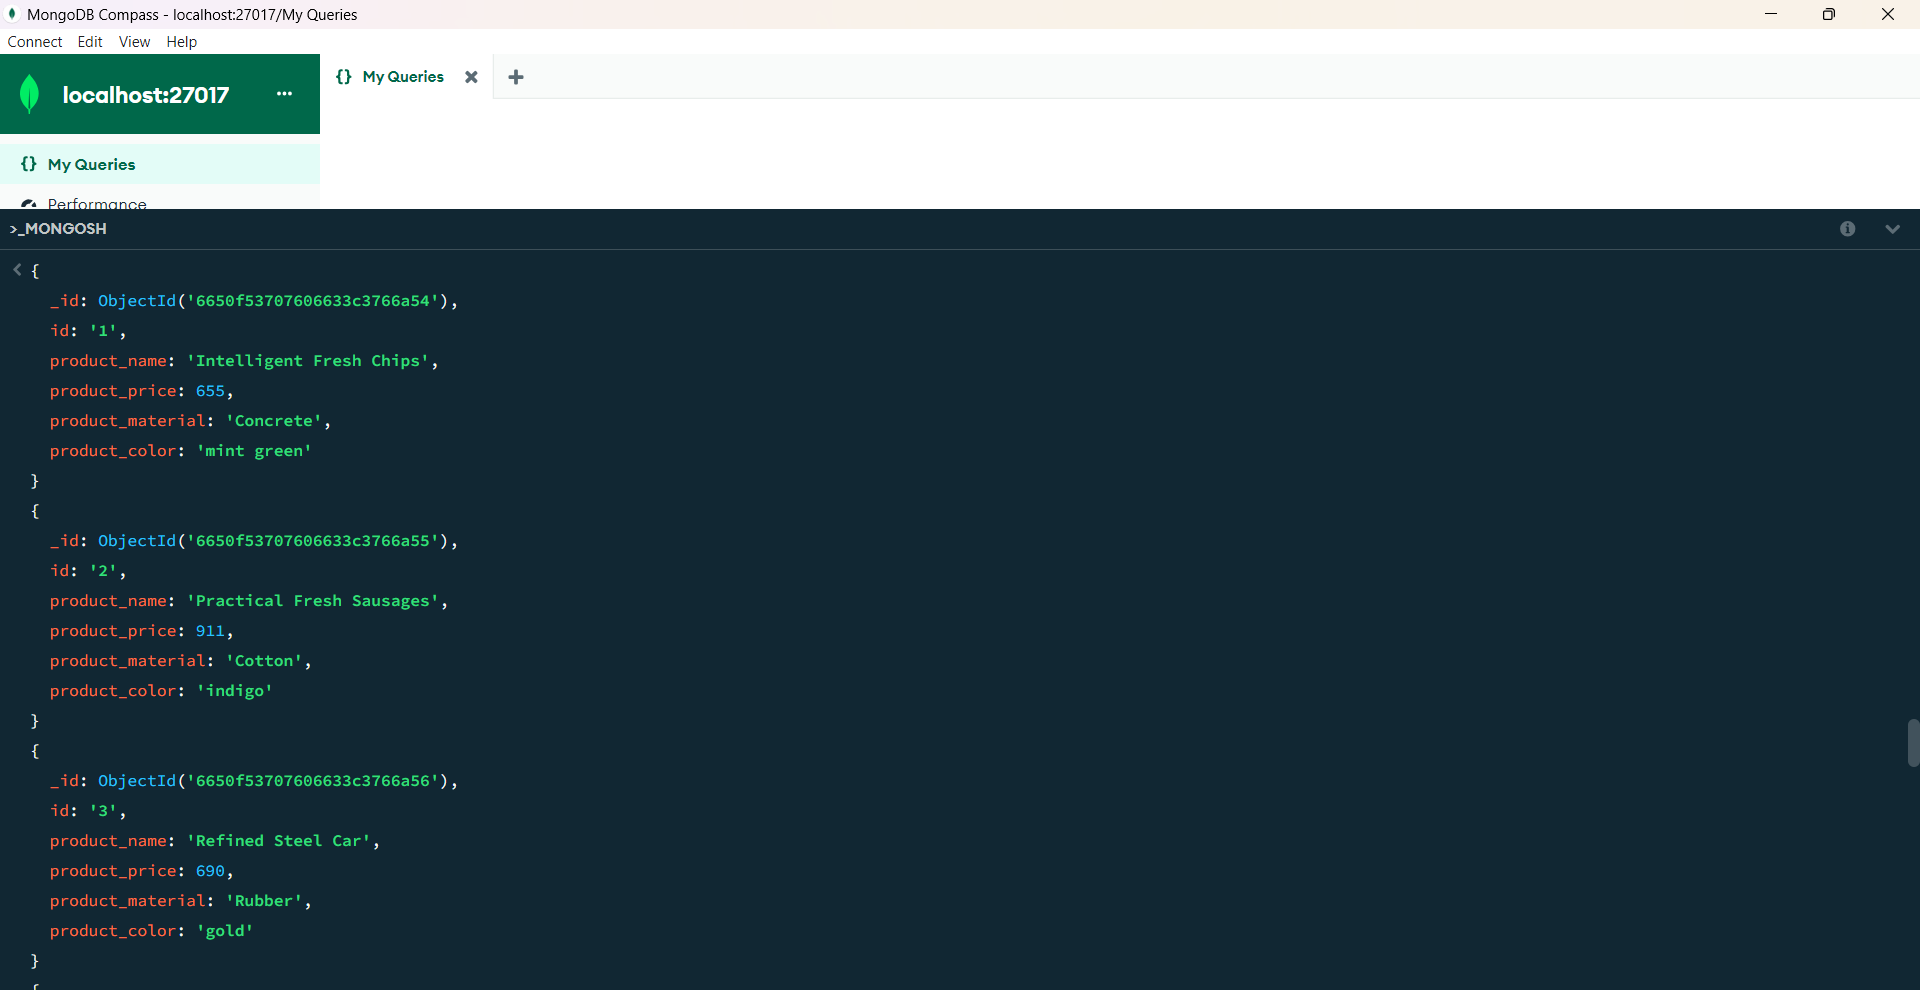 MongoDB Compass - localhost:27017/My Queries
Connect Edit View Help
localhost:27017 ...
{} My Queries
{} My Queries
Performance
>_MONGOSH
{
_id: ObjectId('6650f53707606633c3766a54'),
id: '1',
product_name: 'Intelligent Fresh Chips',
product_price: 655,
product_material: 'Concrete',
product_color: 'mint green'
}
{
_id: ObjectId('6650f53707606633c3766a55'),
id: '2',
product_name: 'Practical Fresh Sausages',
product_price: 911,
product_material: 'Cotton',
product_color: 'indigo'
}
{
_id: ObjectId('6650f53707606633c3766a56'),
id: '3',
product_name: 'Refined Steel Car',
product_price: 690,
product_material: 'Rubber',
product_color: 'gold'
}
{